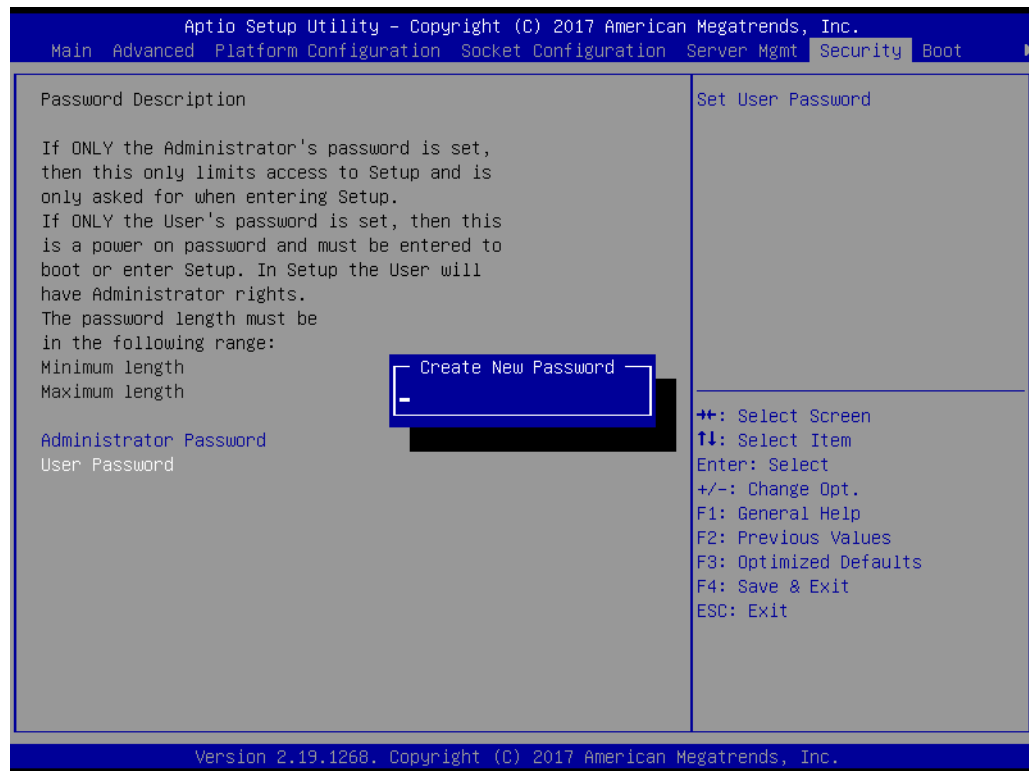 Aptio Setup Utility – Copyright (C) 2017 American Megatrends, Inc.
Main Advanced Platform Configuration Socket Configuration Server Mgmt Security Boot
Password Description
If ONLY the Administrator's password is set,
then this only limits access to Setup and is
only asked for when entering Setup.
If ONLY the User's password is set, then this
is a power on password and must be entered to
boot or enter Setup. In Setup the User will
have Administrator rights.
The password length must be
in the following range:
Minimum length
Maximum length
Administrator Password
User Password
Create New Password
Set User Password
→←: Select Screen
↑↓: Select Item
Enter: Select
+/-: Change Opt.
F1: General Help
F2: Previous Values
F3: Optimized Defaults
F4: Save & Exit
ESC: Exit
Version 2.19.1268. Copyright (C) 2017 American Megatrends, Inc.